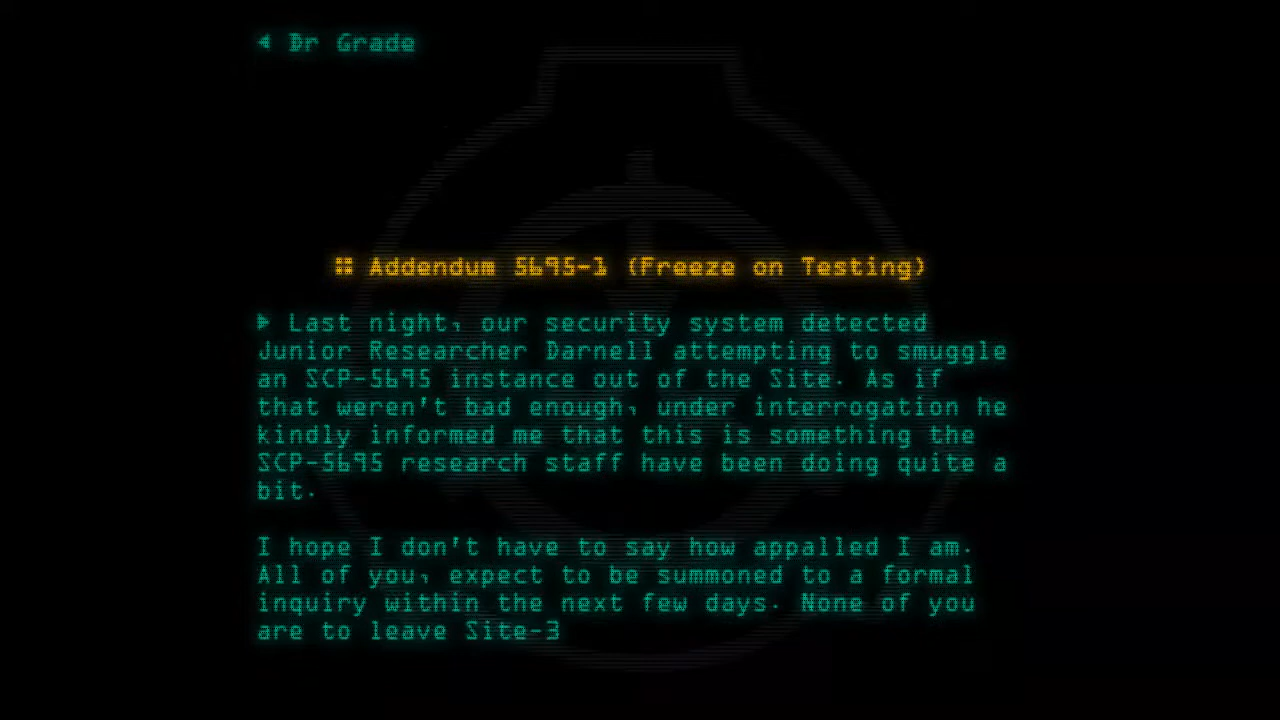 ◄ Dr Grade
⠿ Addendum 5695-1 (Freeze on Testing)
► Last night, our security system detected
Junior Researcher Darnell attempting to smuggle
an SCP-5695 instance out of the Site. As if
that weren't bad enough, under interrogation he
kindly informed me that this is something the
SCP-5695 research staff have been doing quite a
bit.
I hope I don't have to say how appalled I am.
All of you, expect to be summoned to a formal
inquiry within the next few days. None of you
are to leave Site-3